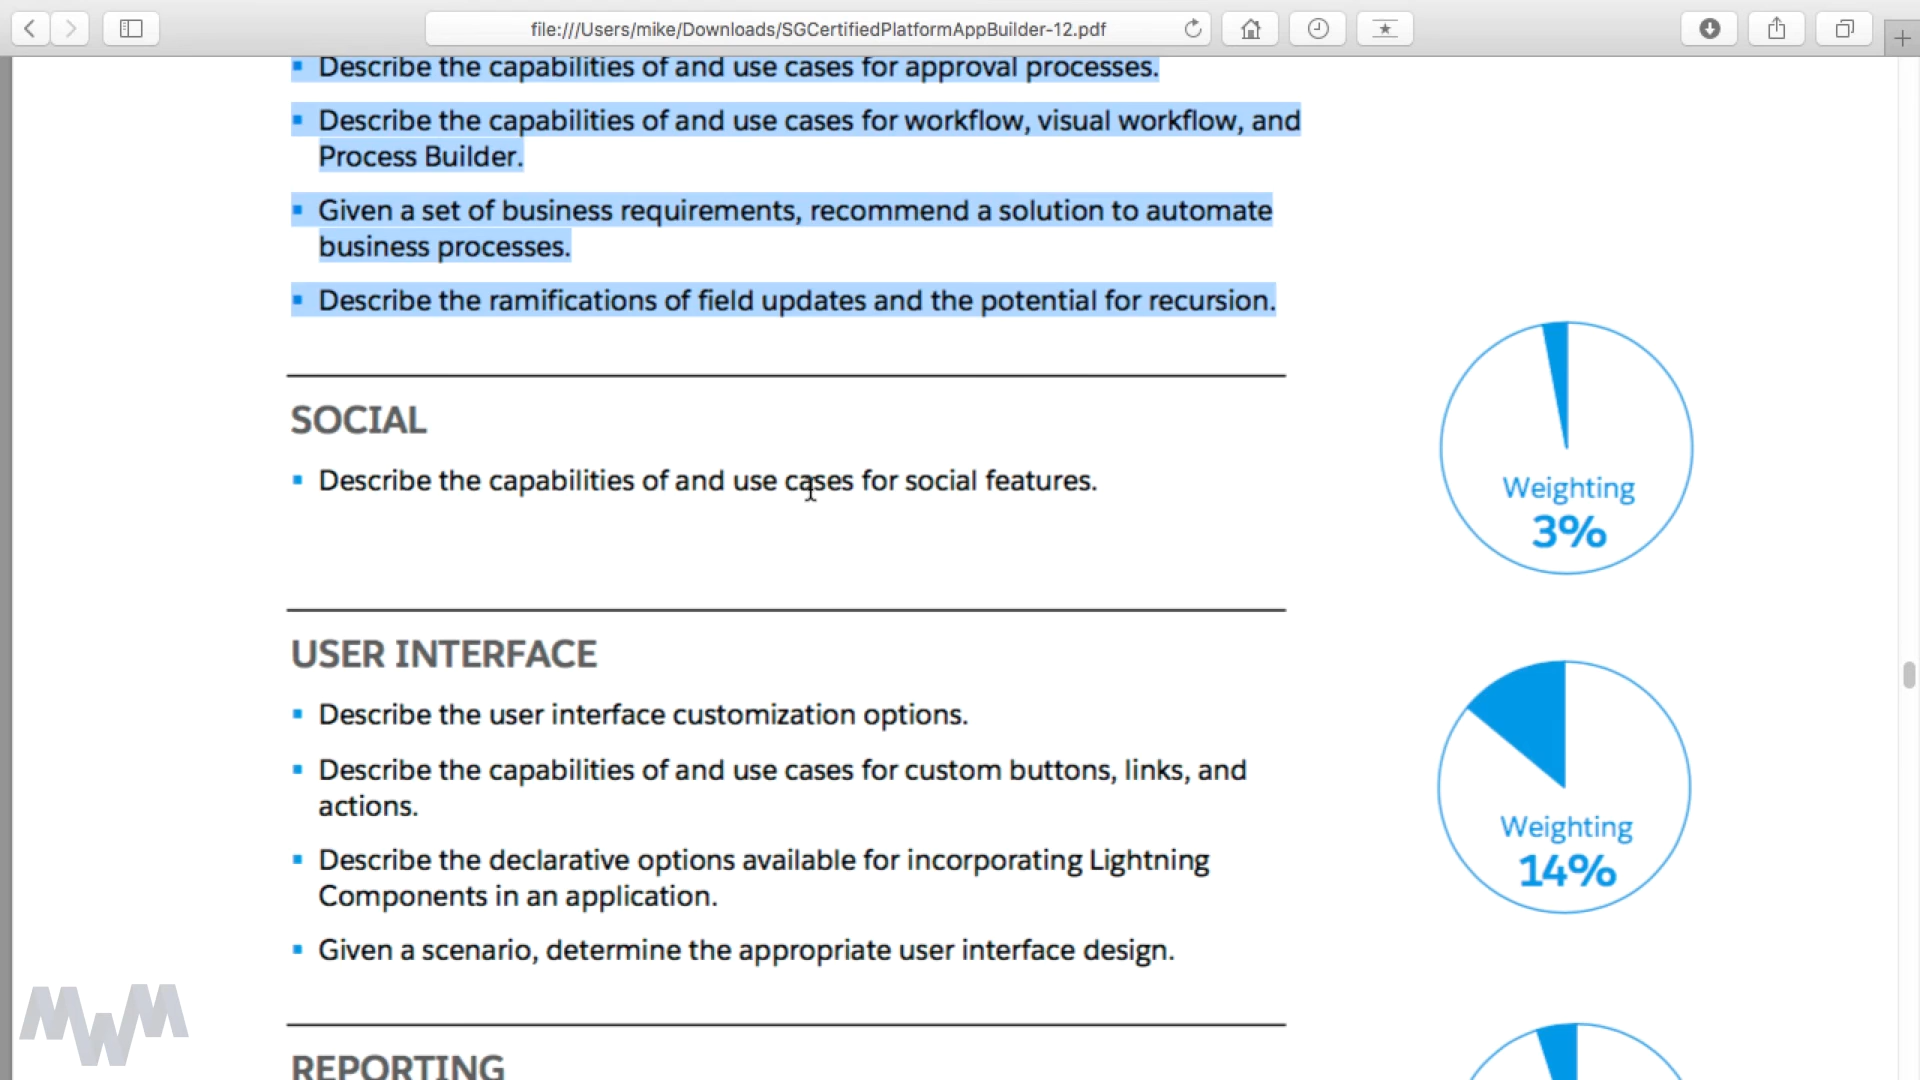 file:///Users/mike/Downloads/SGCertifiedPlatformAppBuilder-12.pdf
Describe the capabilities of and use cases for approval processes.
Describe the capabilities of and use cases for workflow, visual workflow, and
Process Builder.
Given a set of business requirements, recommend a solution to automate
business processes.
Describe the ramifications of field updates and the potential for recursion.
SOCIAL
Describe the capabilities of and use cases for social features.
Weighting
3%
USER INTERFACE
Describe the user interface customization options.
Describe the capabilities of and use cases for custom buttons, links, and
actions.
Describe the declarative options available for incorporating Lightning
Components in an application.
Given a scenario, determine the appropriate user interface design.
Weighting
14%
MWM
REPORTING